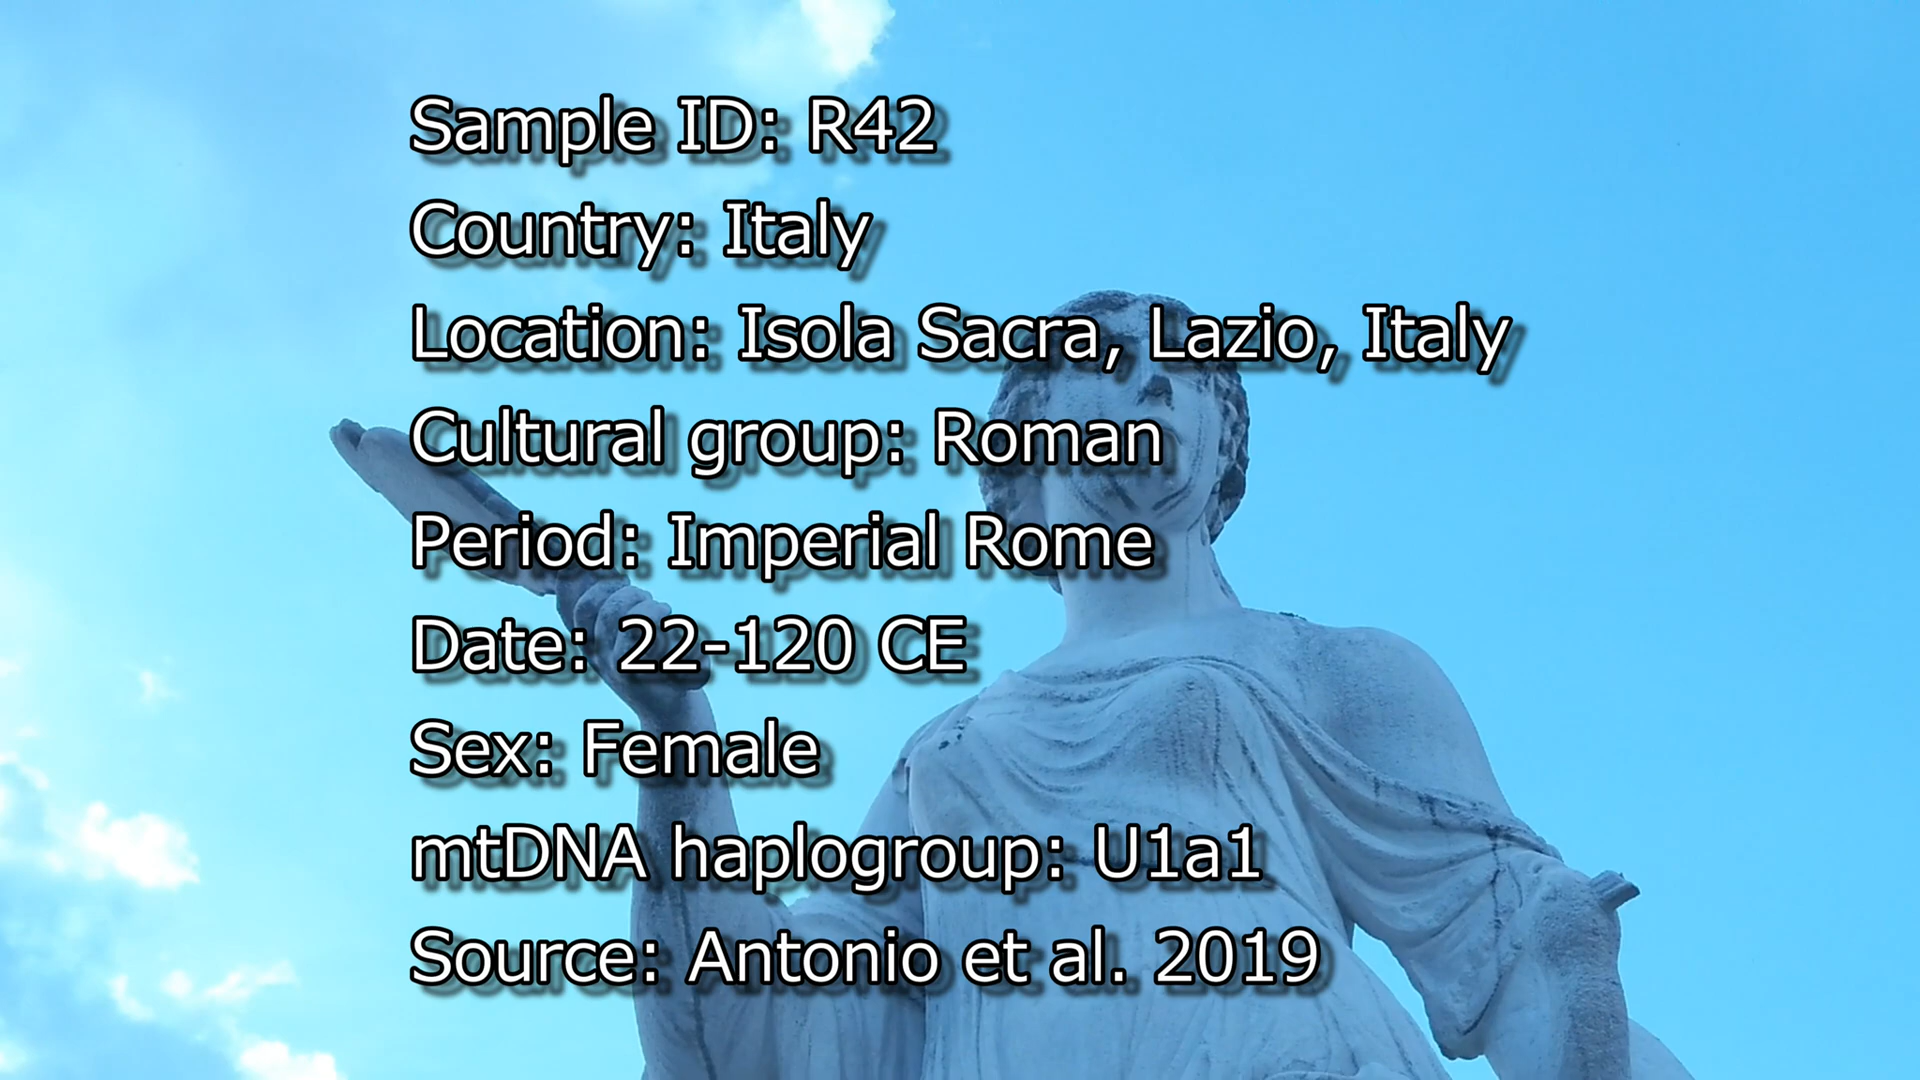 Sample ID: R42
Country: Italy
Location: Isola Sacra, Lazio, Italy
Cultural group: Roman
Period: Imperial Rome
Date: 22-120 CE
Sex: Female
mtDNA haplogroup: U1a1
Source: Antonio et al. 2019